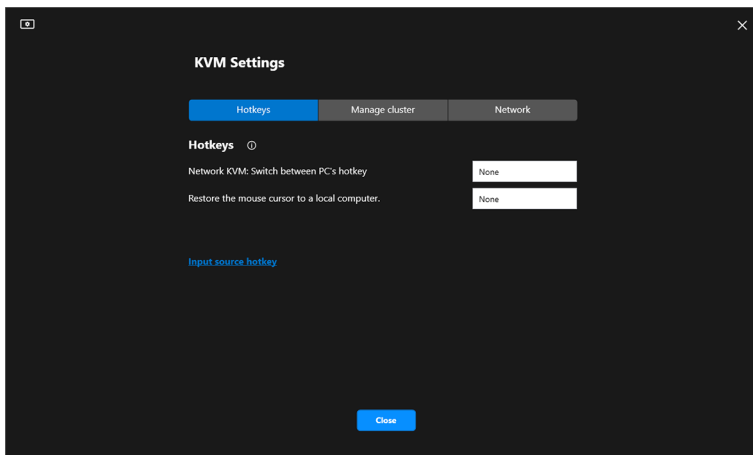 KVM Settings
Hotkeys
Manage cluster
Network
Hotkeys
Network KVM: Switch between PC's hotkey
None
Restore the mouse cursor to a local computer.
None
Input source hotkey
Close